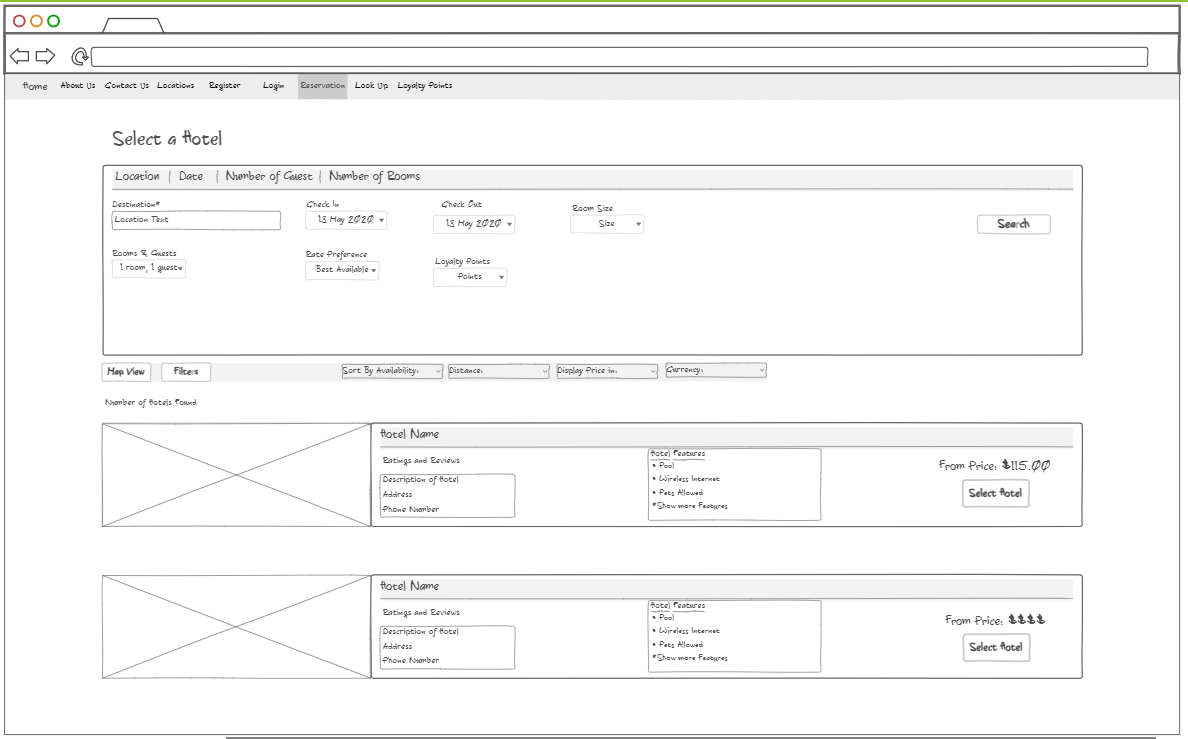 Home About Us Contact Us Locations Register Login Reservation Look Up Loyalty Points
Select a Hotel
Location | Date | Number of Guest | Number of Rooms
Destination* Check In Check Out Room Size
Location Text 13 May 2020 13 May 2020 Size Search
Rooms & Guests Rate Preference Loyalty Points
1 room, 1 guest Best Available Points
Map View Filters Sort By Availability: Distance: Display Price in: Currency:
Number of Hotels Found
Hotel Name
Ratings and Reviews
Description of Hotel
Address
Phone Number
Hotel Features
• Pool
• Wireless Internet
• Pets Allowed
*Show more Features
From Price: $115.00
Select Hotel
Hotel Name
Ratings and Reviews
Description of Hotel
Address
Phone Number
Hotel Features
• Pool
• Wireless Internet
• Pets Allowed
*Show more Features
From Price: $$$$
Select Hotel